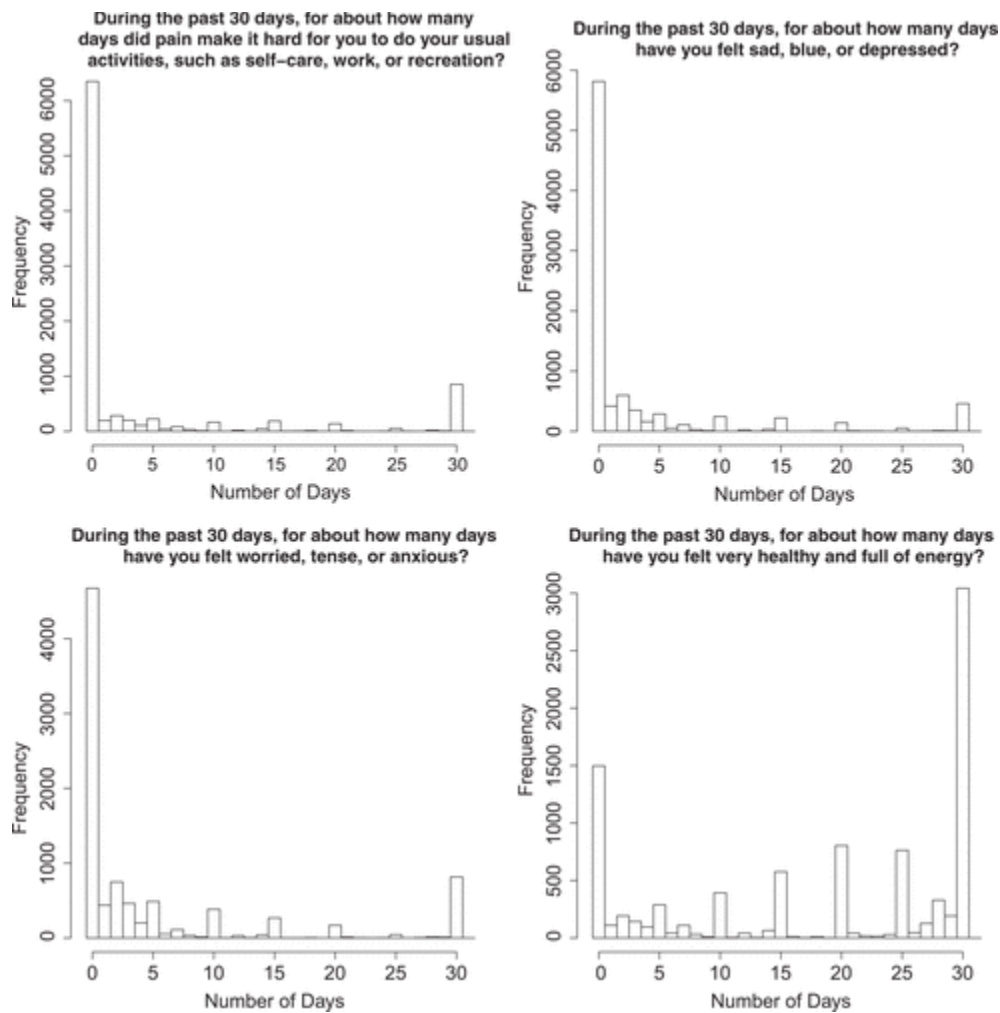 During the past 30 days, for about how many
days did pain make it hard for you to do your usual
activities, such as self−care, work, or recreation?
Frequency
6000
5000
4000
3000
2000
1000
0
0 5 10 15 20 25 30
Number of Days
During the past 30 days, for about how many days
have you felt sad, blue, or depressed?
Frequency
6000
5000
4000
3000
2000
1000
0
0 5 10 15 20 25 30
Number of Days
During the past 30 days, for about how many days
have you felt worried, tense, or anxious?
Frequency
4000
3000
2000
1000
0
0 5 10 15 20 25 30
Number of Days
During the past 30 days, for about how many days
have you felt very healthy and full of energy?
Frequency
3000
2500
2000
1500
1000
500
0
0 5 10 15 20 25 30
Number of Days